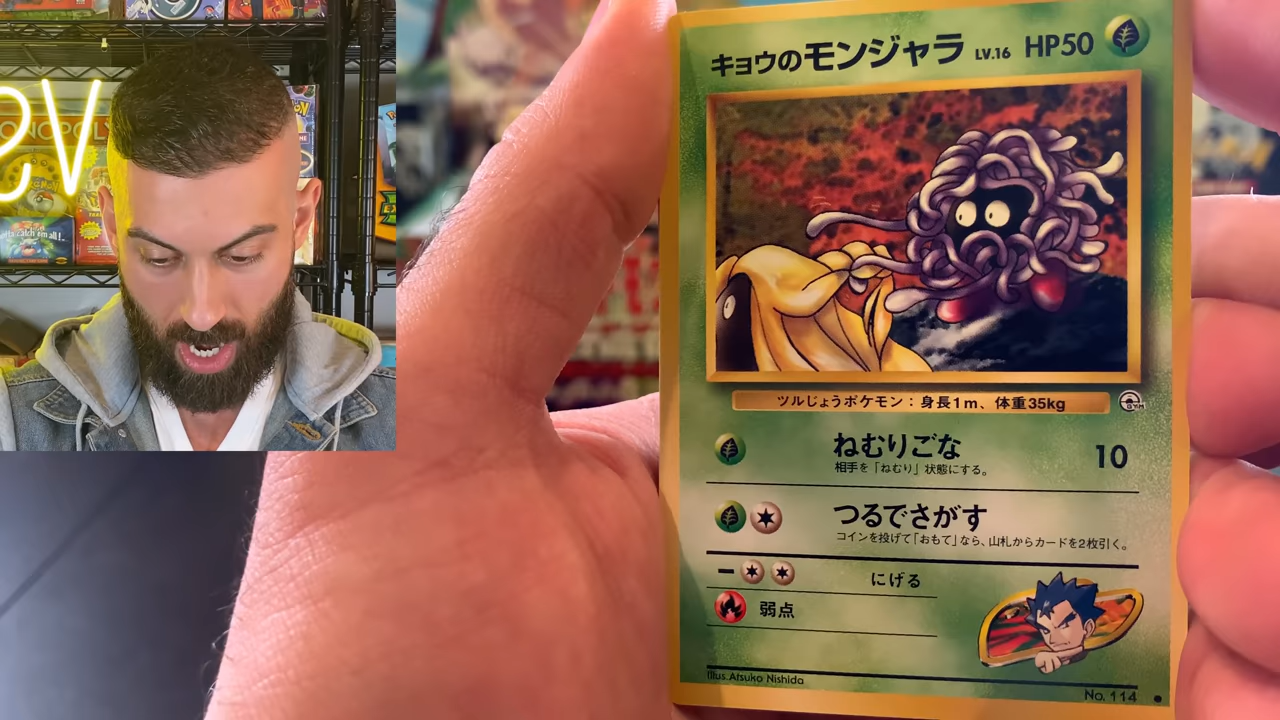 ev
MONOPOLY
キョウのモンジャラ LV.16 HP50
ツルじょうポケモン：身長1m、体重35kg
GYM
ねむりごな 10
相手を「ねむり」状態にする。
つるでさがす
コインを投げて「おもて」なら、山札からカードを2枚引く。
にげる
弱点
Illus. Atsuko Nishida
No. 114